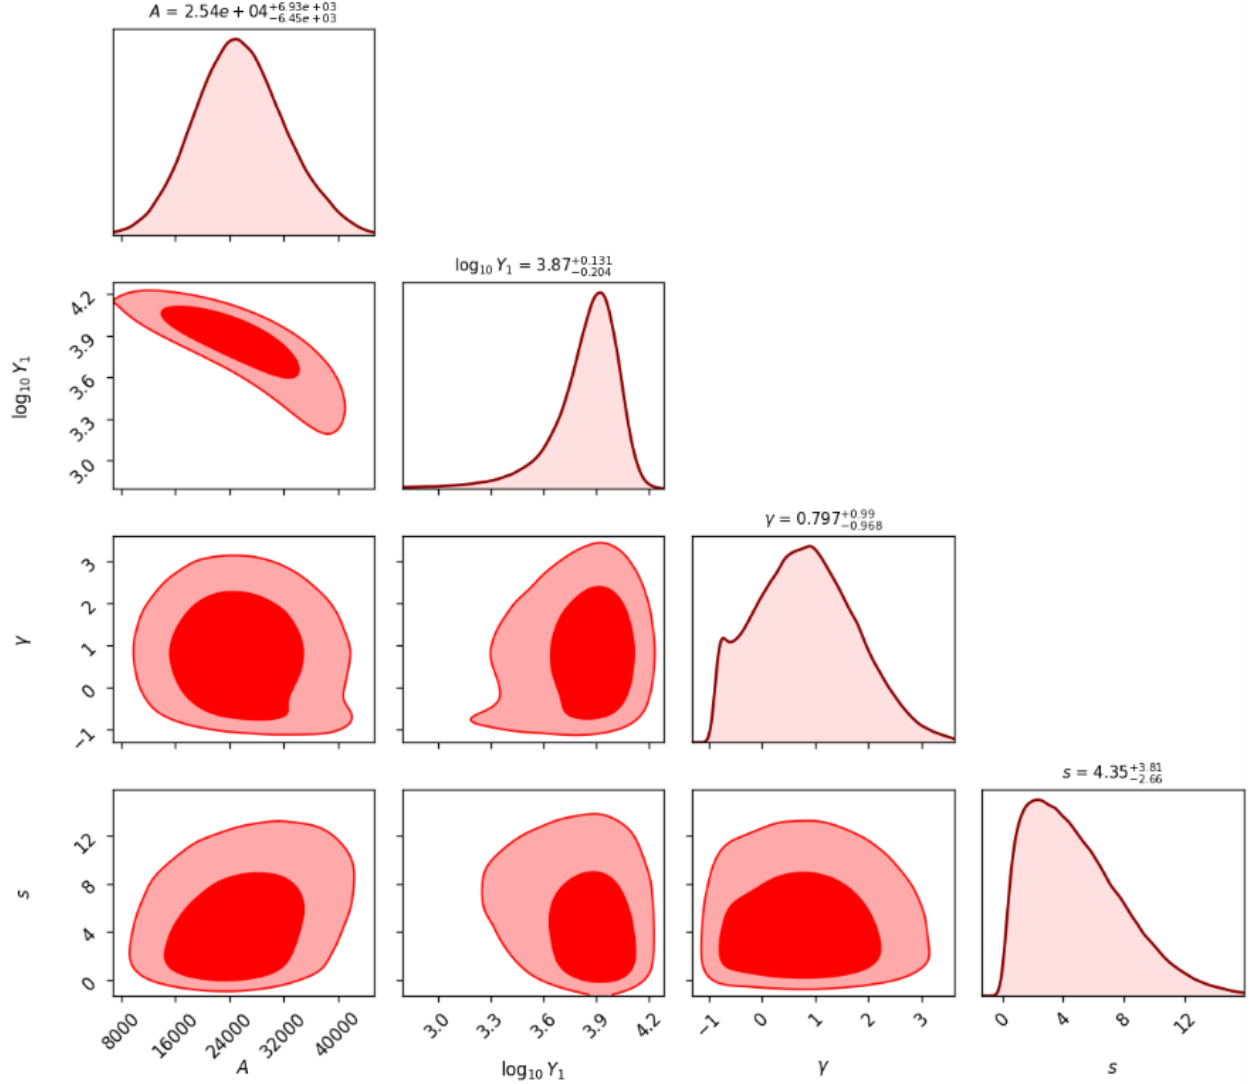 A = 2.54e + 04^{+6.93e+03}_{-6.45e+03}
log₁₀ Y₁ = 3.87^{+0.131}_{-0.204}
4.2
3.9
3.6
3.3
3.0
log₁₀ Y₁
γ = 0.797^{+0.99}_{-0.968}
3
2
1
0
−1
γ
s = 4.35^{+3.81}_{-2.66}
12
8
4
0
s
8000 16000 24000 32000 40000 3.0 3.3 3.6 3.9 4.2 −1 0 1 2 3 0 4 8 12
A log₁₀ Y₁ γ s